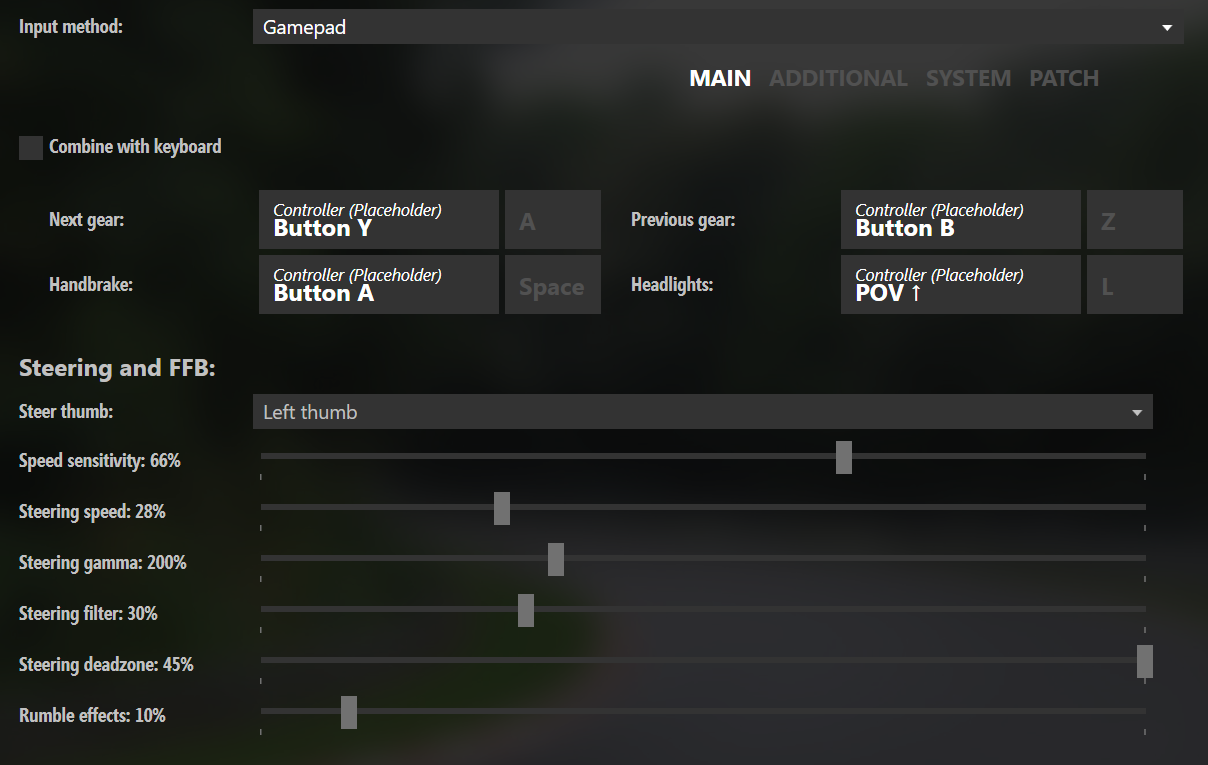 Input method:
Gamepad
MAIN ADDITIONAL SYSTEM PATCH
Combine with keyboard
Next gear:
Controller (Placeholder)
Button Y
A
Previous gear:
Controller (Placeholder)
Button B
Z
Handbrake:
Controller (Placeholder)
Button A
Space
Headlights:
Controller (Placeholder)
POV ↑
L
Steering and FFB:
Steer thumb:
Left thumb
Speed sensitivity: 66%
Steering speed: 28%
Steering gamma: 200%
Steering filter: 30%
Steering deadzone: 45%
Rumble effects: 10%